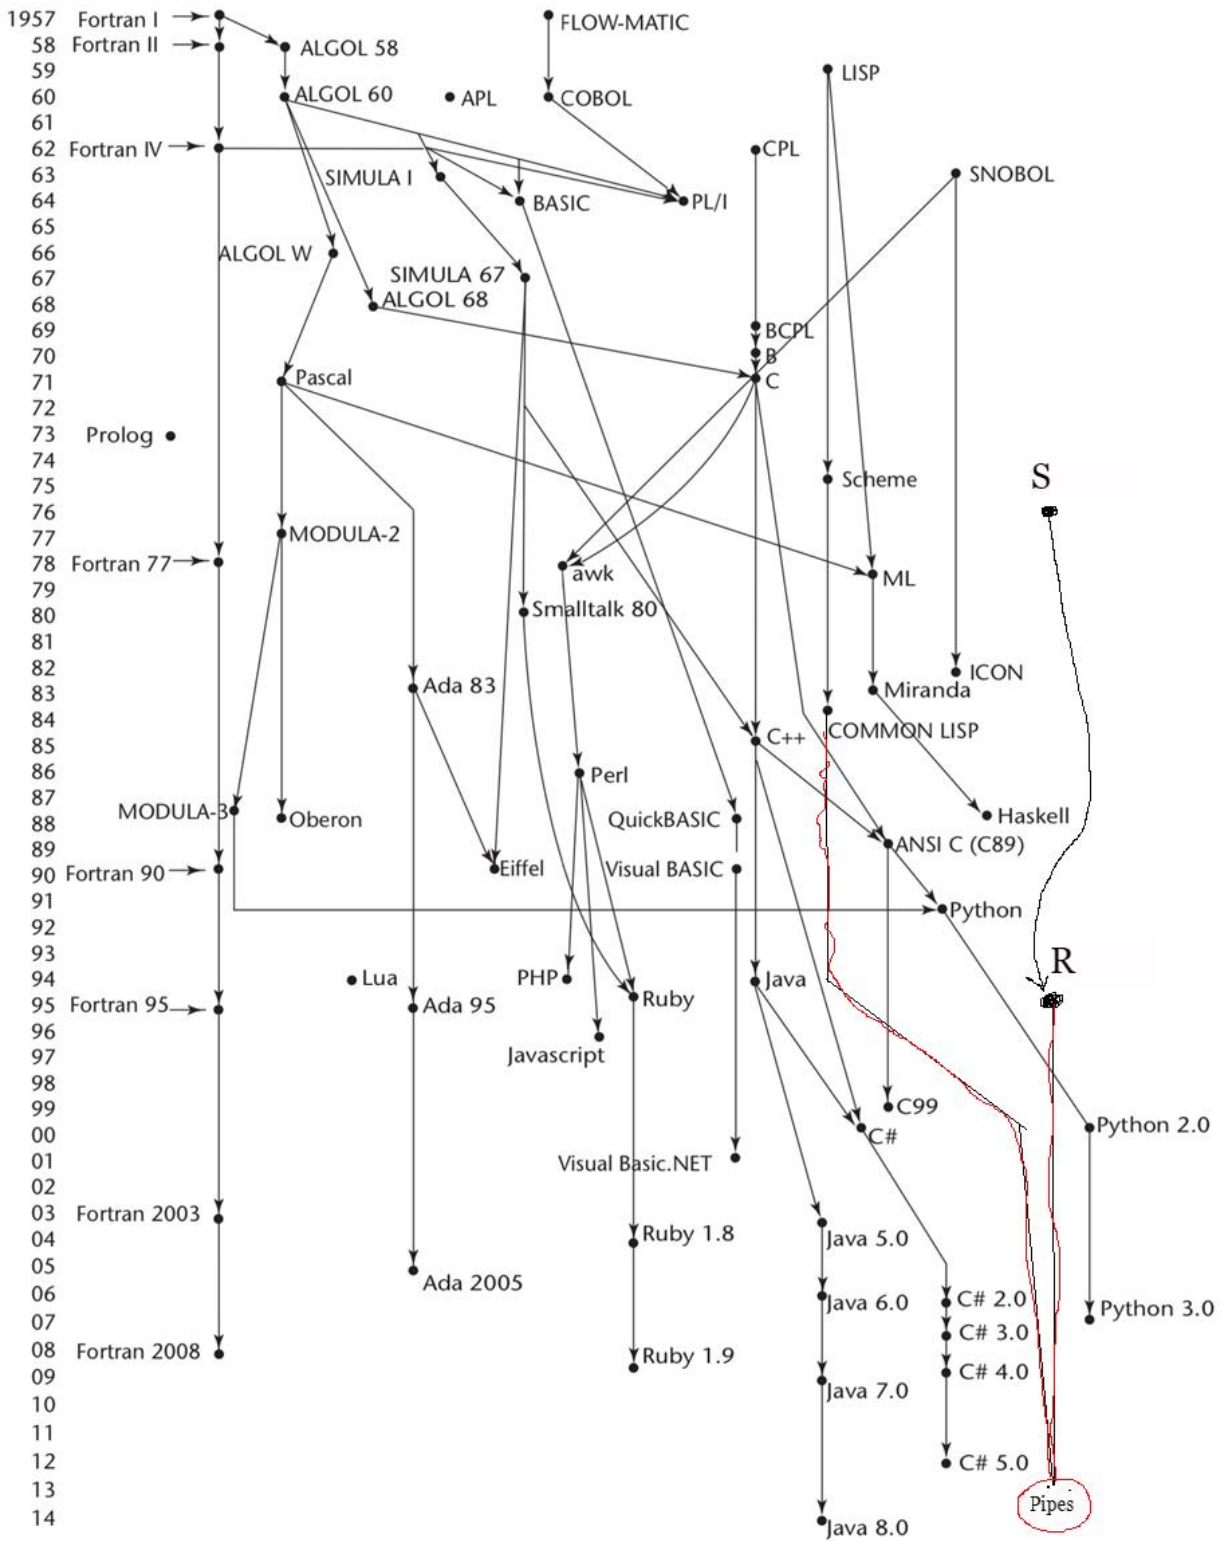 1957 Fortran I FLOW-MATIC
58 Fortran II ALGOL 58
59 LISP
60 ALGOL 60 APL COBOL
61
62 Fortran IV CPL
63 SIMULA I SNOBOL
64 BASIC PL/I
65
66 ALGOL W
67 SIMULA 67
68 ALGOL 68
69 BCPL
70 B
71 Pascal C
72
73 Prolog
74
75 Scheme S
76
77 MODULA-2
78 Fortran 77 awk ML
79
80 Smalltalk 80
81
82 ICON
83 Ada 83 Miranda
84 COMMON LISP
85 C++
86 Perl
87 MODULA-3
88 Oberon QuickBASIC Haskell
89 ANSI C (C89)
90 Fortran 90 Eiffel Visual BASIC
91 Python
92
93 R
94 Lua PHP Java
95 Fortran 95 Ada 95 Ruby
96
97 Javascript
98
99 C99
00 C# Python 2.0
01 Visual Basic.NET
02
03 Fortran 2003
04 Ruby 1.8 Java 5.0
05 Ada 2005
06 Java 6.0 C# 2.0 Python 3.0
07 C# 3.0
08 Fortran 2008 Ruby 1.9
09 Java 7.0 C# 4.0
10
11
12 C# 5.0
13 Pipes
14 Java 8.0